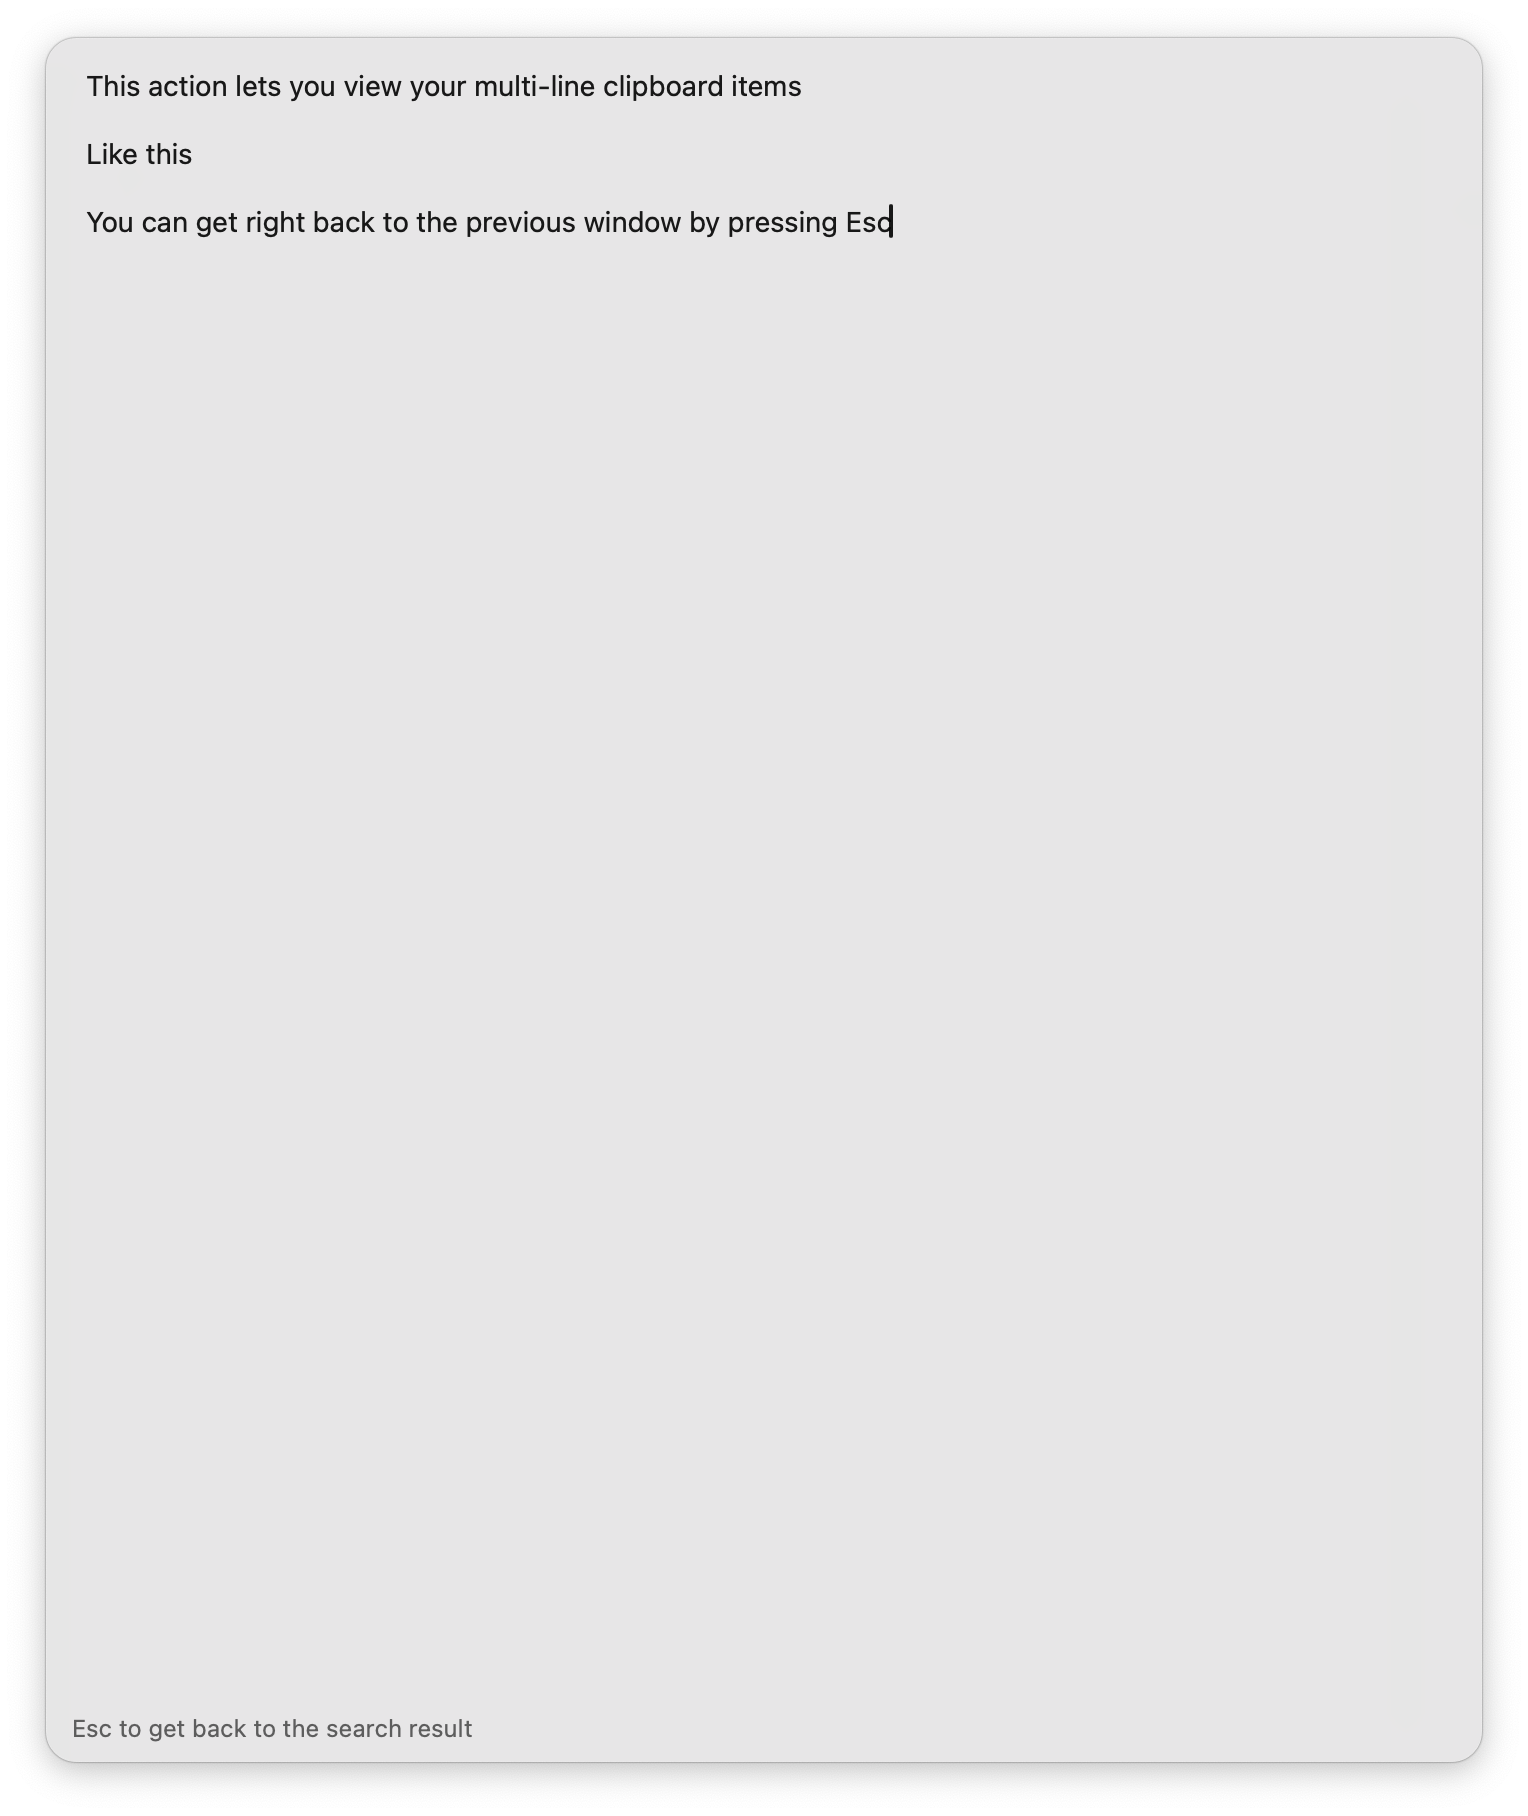 This action lets you view your multi-line clipboard items
Like this
You can get right back to the previous window by pressing Esc
Esc to get back to the search result